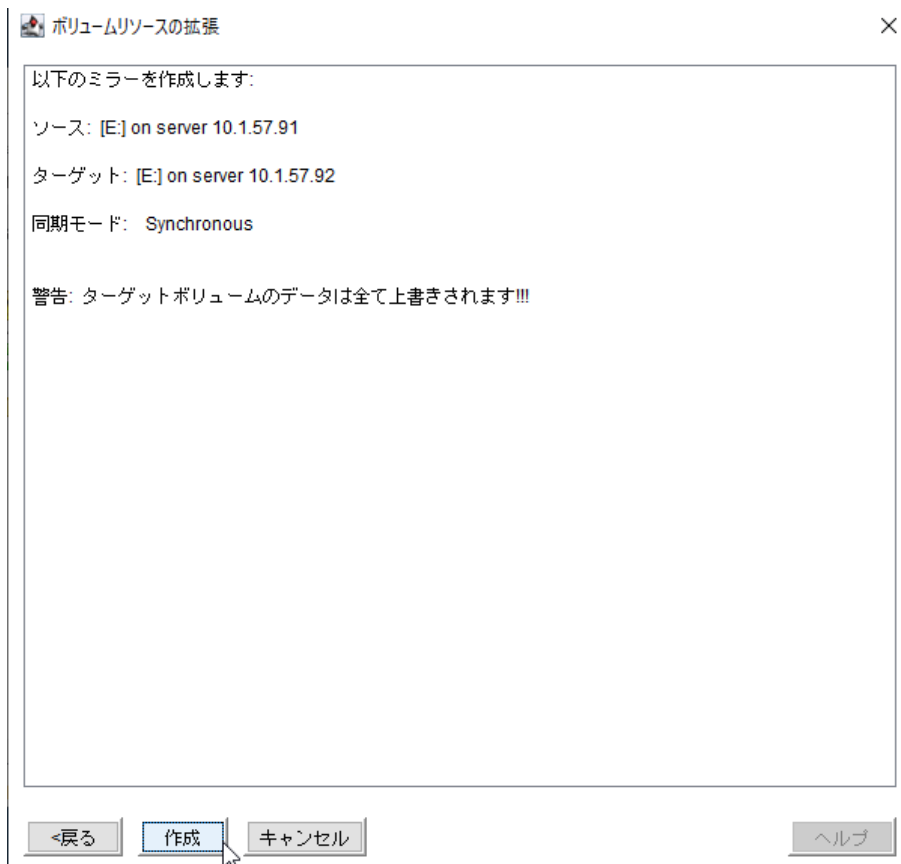 ボリュームリソースの拡張
以下のミラーを作成します:
ソース: [E:] on server 10.1.57.91
ターゲット: [E:] on server 10.1.57.92
同期モード: Synchronous
警告: ターゲットボリュームのデータは全て上書きされます!!!
<戻る 作成 キャンセル ヘルプ